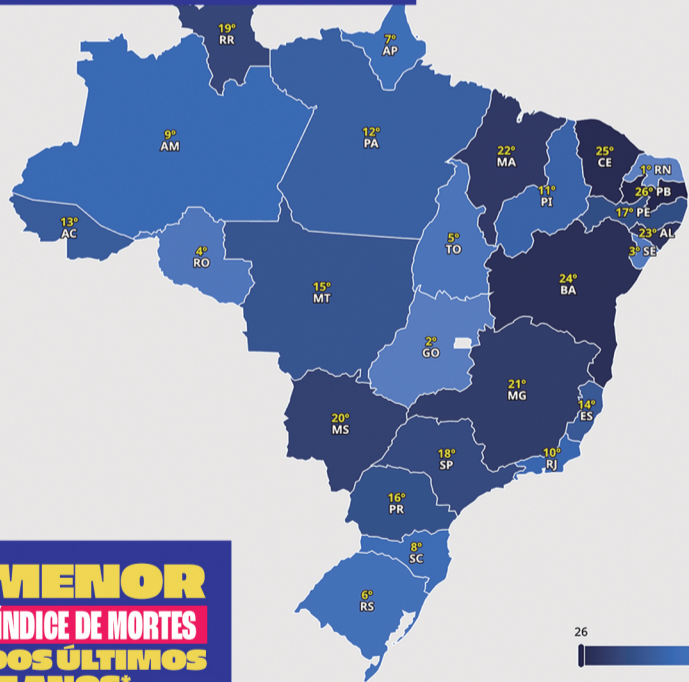 19º
RR
7º
AP
9º
AM
12º
PA
22º
MA
25º
CE
1º RN
11º
PI
26º PB
17º PE
13º
AC
23º AL
5º
TO
3º SE
4º
RO
24º
BA
15º
MT
2º
GO
21º
MG
14º
ES
20º
MS
10º
RJ
18º
SP
16º
PR
8º
SC
6º
RS
MENOR
ÍNDICE DE MORTES
DOS ÚLTIMOS
ANOS*
26